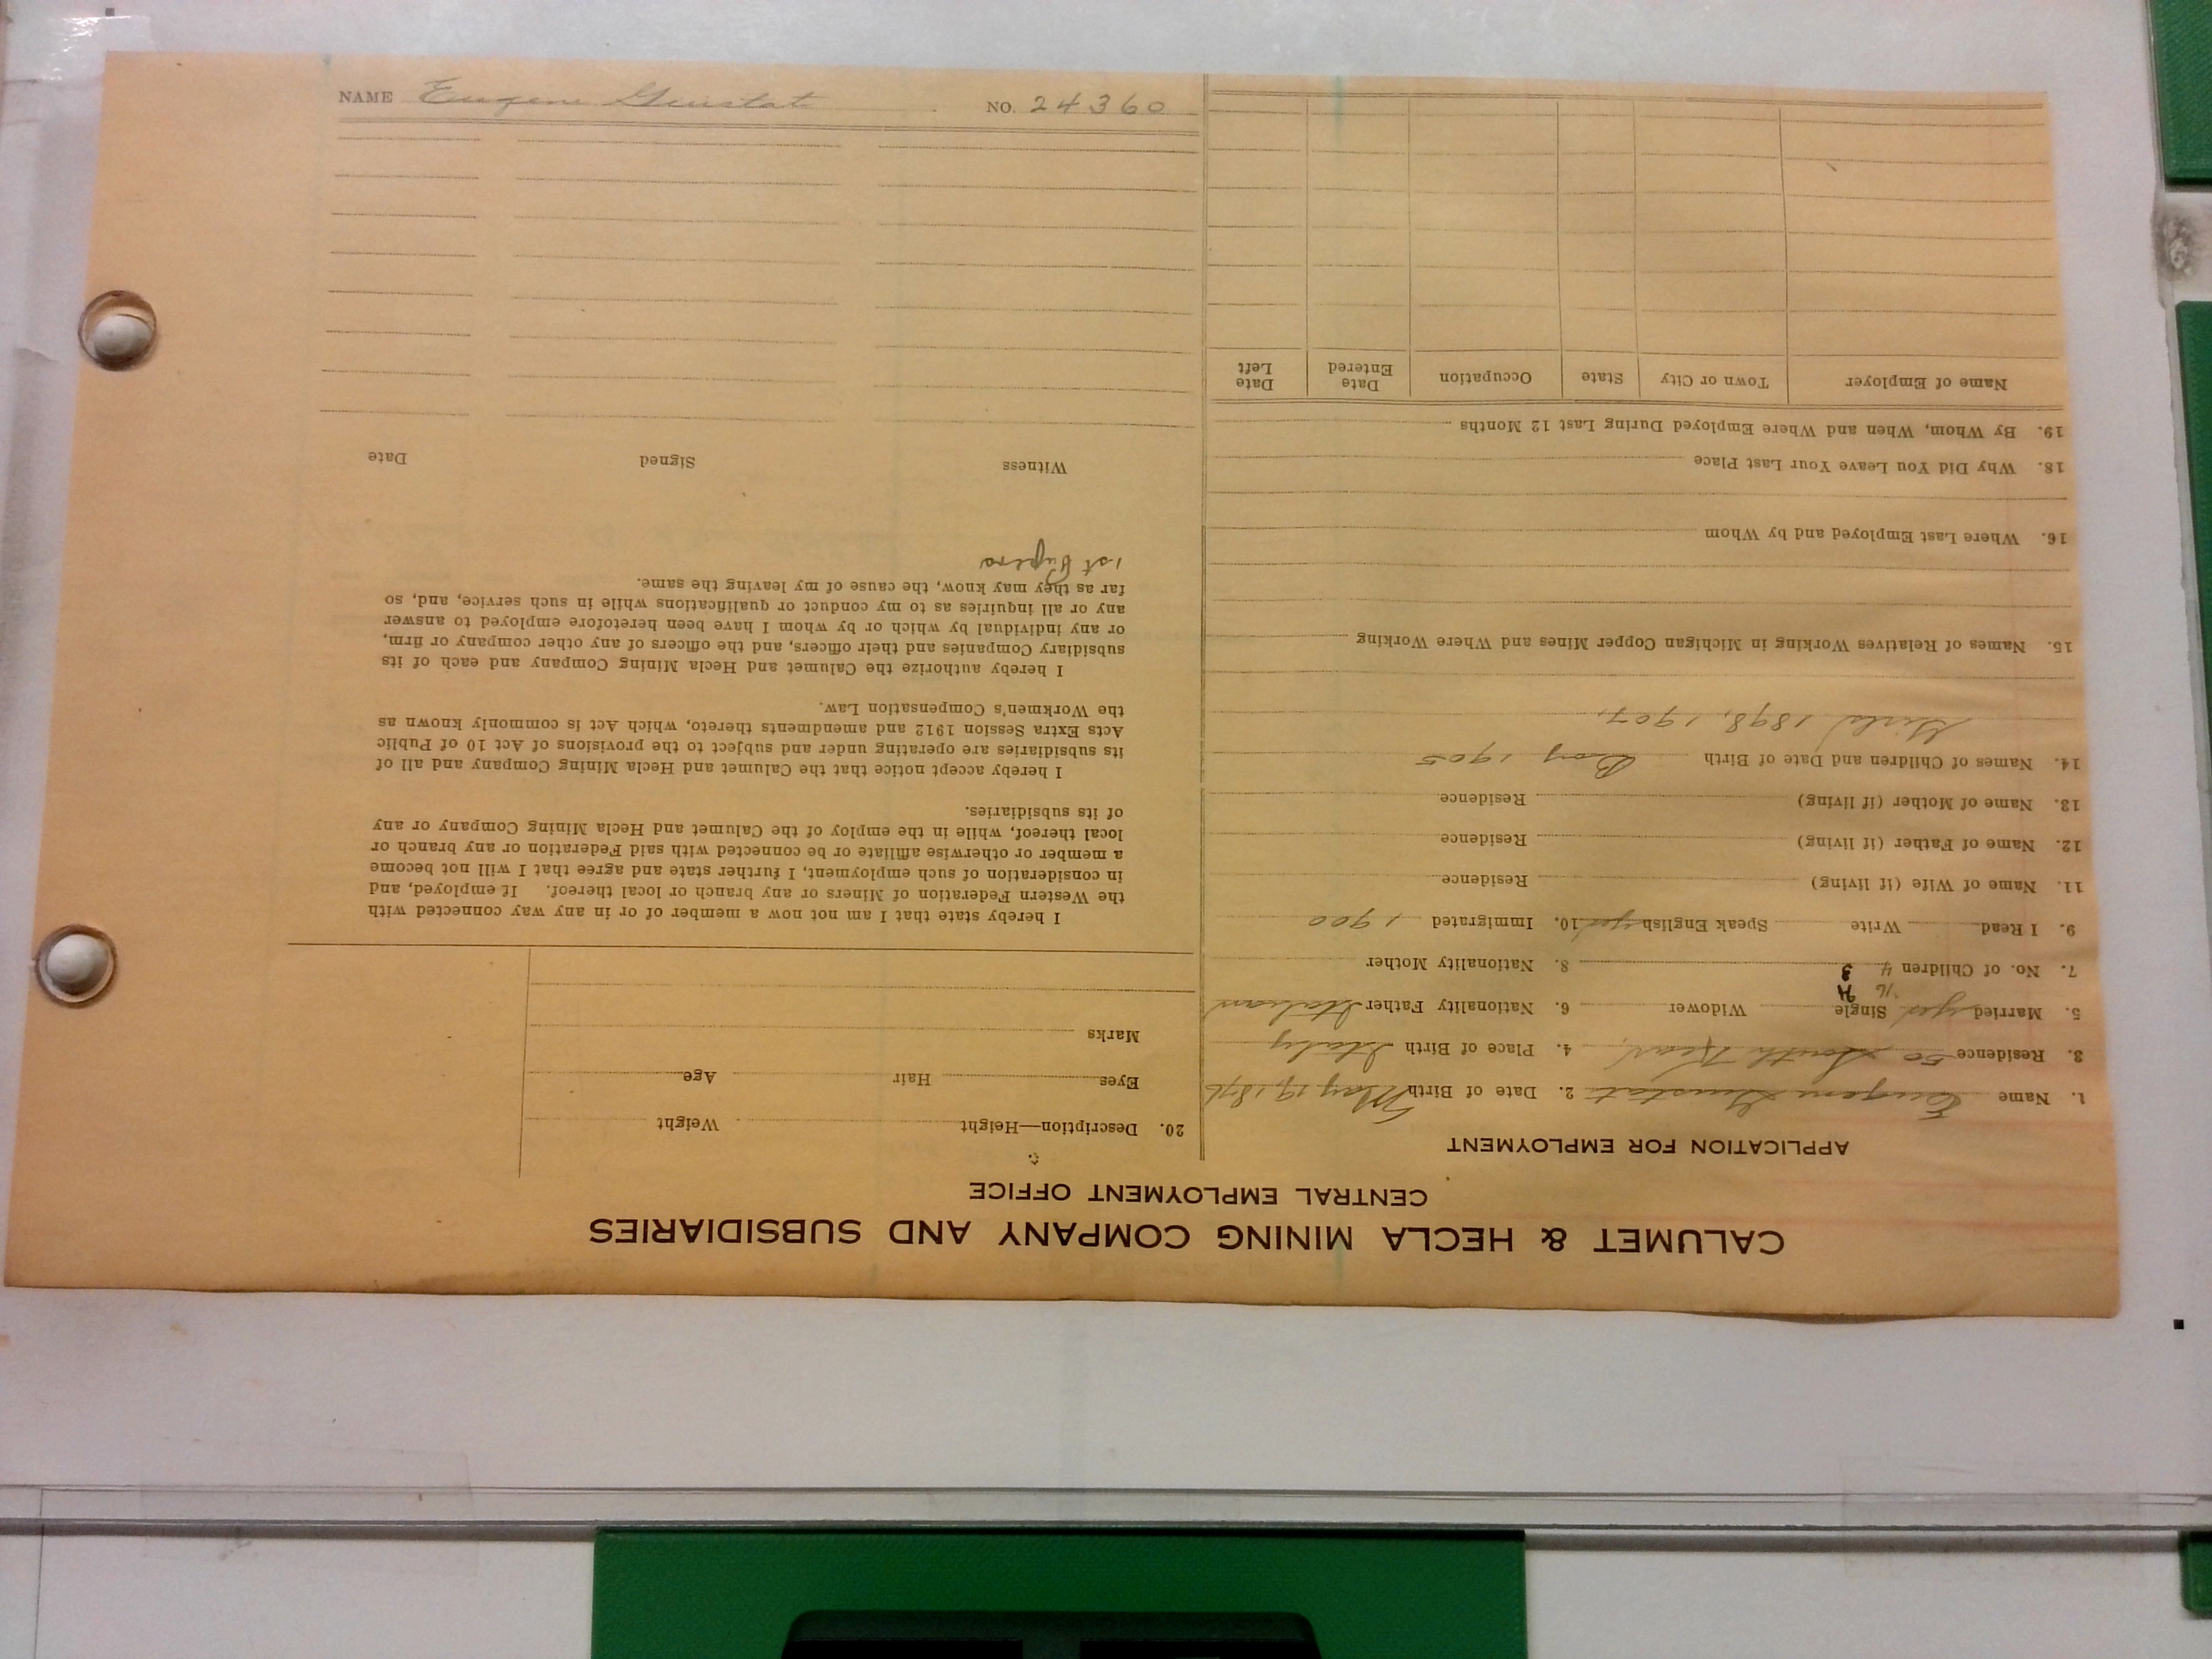 NAME Eugene NO. 24360
CALUMET & HECLA MINING COMPANY AND SUBSIDIARIES
CENTRAL EMPLOYMENT OFFICE
APPLICATION FOR EMPLOYMENT
1. Name Eugene 2. Date of Birth May 19, 1876
3. Residence 50 South Kear 4. Place of Birth Italy
5. Married yes Single Widower 6. Nationality Father Italian
7. No. of Children 4 3 8. Nationality Mother
9. I Read Write Speak English yes 10. Immigrated 1900
11. Name of Wife (if living) Residence
12. Name of Father (if living) Residence
13. Name of Mother (if living) Residence
14. Names of Children and Date of Birth Boy 1905
Girls 1898, 1907.
15. Names of Relatives Working in Michigan Copper Mines and Where Working
16. Where Last Employed and by Whom
18. Why Did You Leave Your Last Place
19. By Whom, When and Where Employed During Last 12 Months
Name of Employer Town or City State Occupation Date Entered Date Left
20. Description—Height Weight
Eyes Hair Age
Marks
I hereby state that I am not now a member of or in any way connected with
the Western Federation of Miners or any branch or local thereof. If employed, and
in consideration of such employment, I further state and agree that I will not become
a member or otherwise affiliate or be connected with said Federation or any branch or
local thereof, while in the employ of the Calumet and Hecla Mining Company or any
of its subsidiaries.
I hereby accept notice that the Calumet and Hecla Mining Company and all of
its subsidiaries are operating under and subject to the provisions of Act 10 of Public
Acts Extra Session 1912 and amendments thereto, which Act is commonly known as
the Workmen's Compensation Law.
I hereby authorize the Calumet and Hecla Mining Company and each of its
subsidiary Companies and their officers, and the officers of any other company or firm,
or any individual by which or by whom I have been heretofore employed to answer
any or all inquiries as to my conduct or qualifications while in such service, and, so
far as they may know, the cause of my leaving the same.
1st Papers
Witness Signed Date